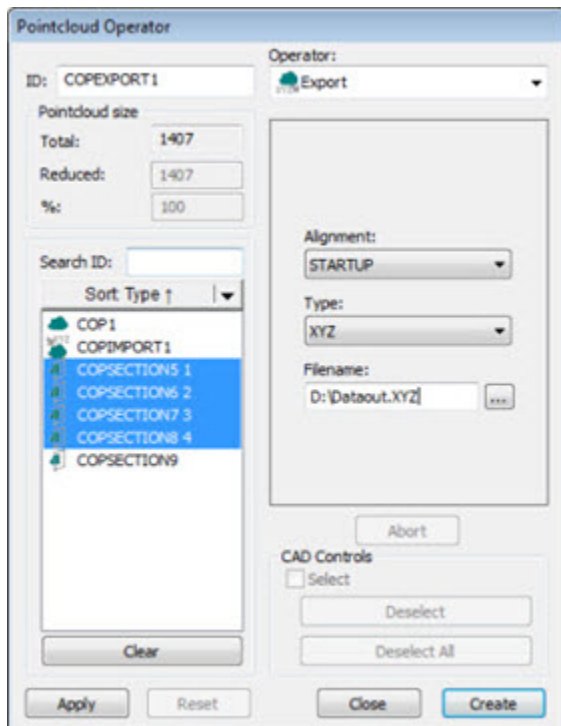 Pointcloud Operator
ID: COPEXPORT1
Operator:
Export
Pointcloud size
Total: 1407
Reduced: 1407
%: 100
Search ID:
Sort Type ↑
COP1
COPIMPORT1
COPSECTION5 1
COPSECTION6 2
COPSECTION7 3
COPSECTION8 4
COPSECTION9
Clear
Alignment:
STARTUP
Type:
XYZ
Filename:
D:\Dataout.XYZ
...
Abort
CAD Controls
Select
Deselect
Deselect All
Apply Reset Close Create